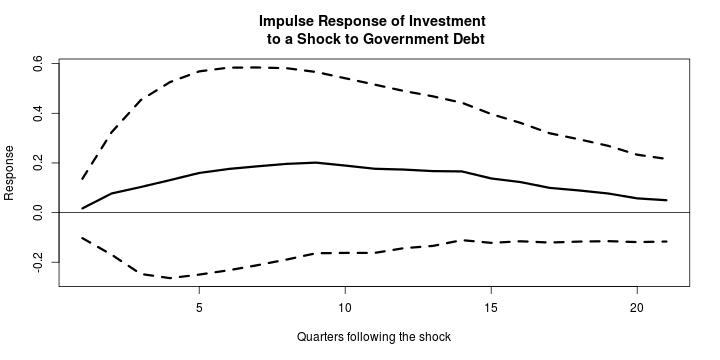 Impulse Response of Investment
to a Shock to Government Debt
0.6
0.4
0.2
0.0
-0.2
Response
5 10 15 20
Quarters following the shock